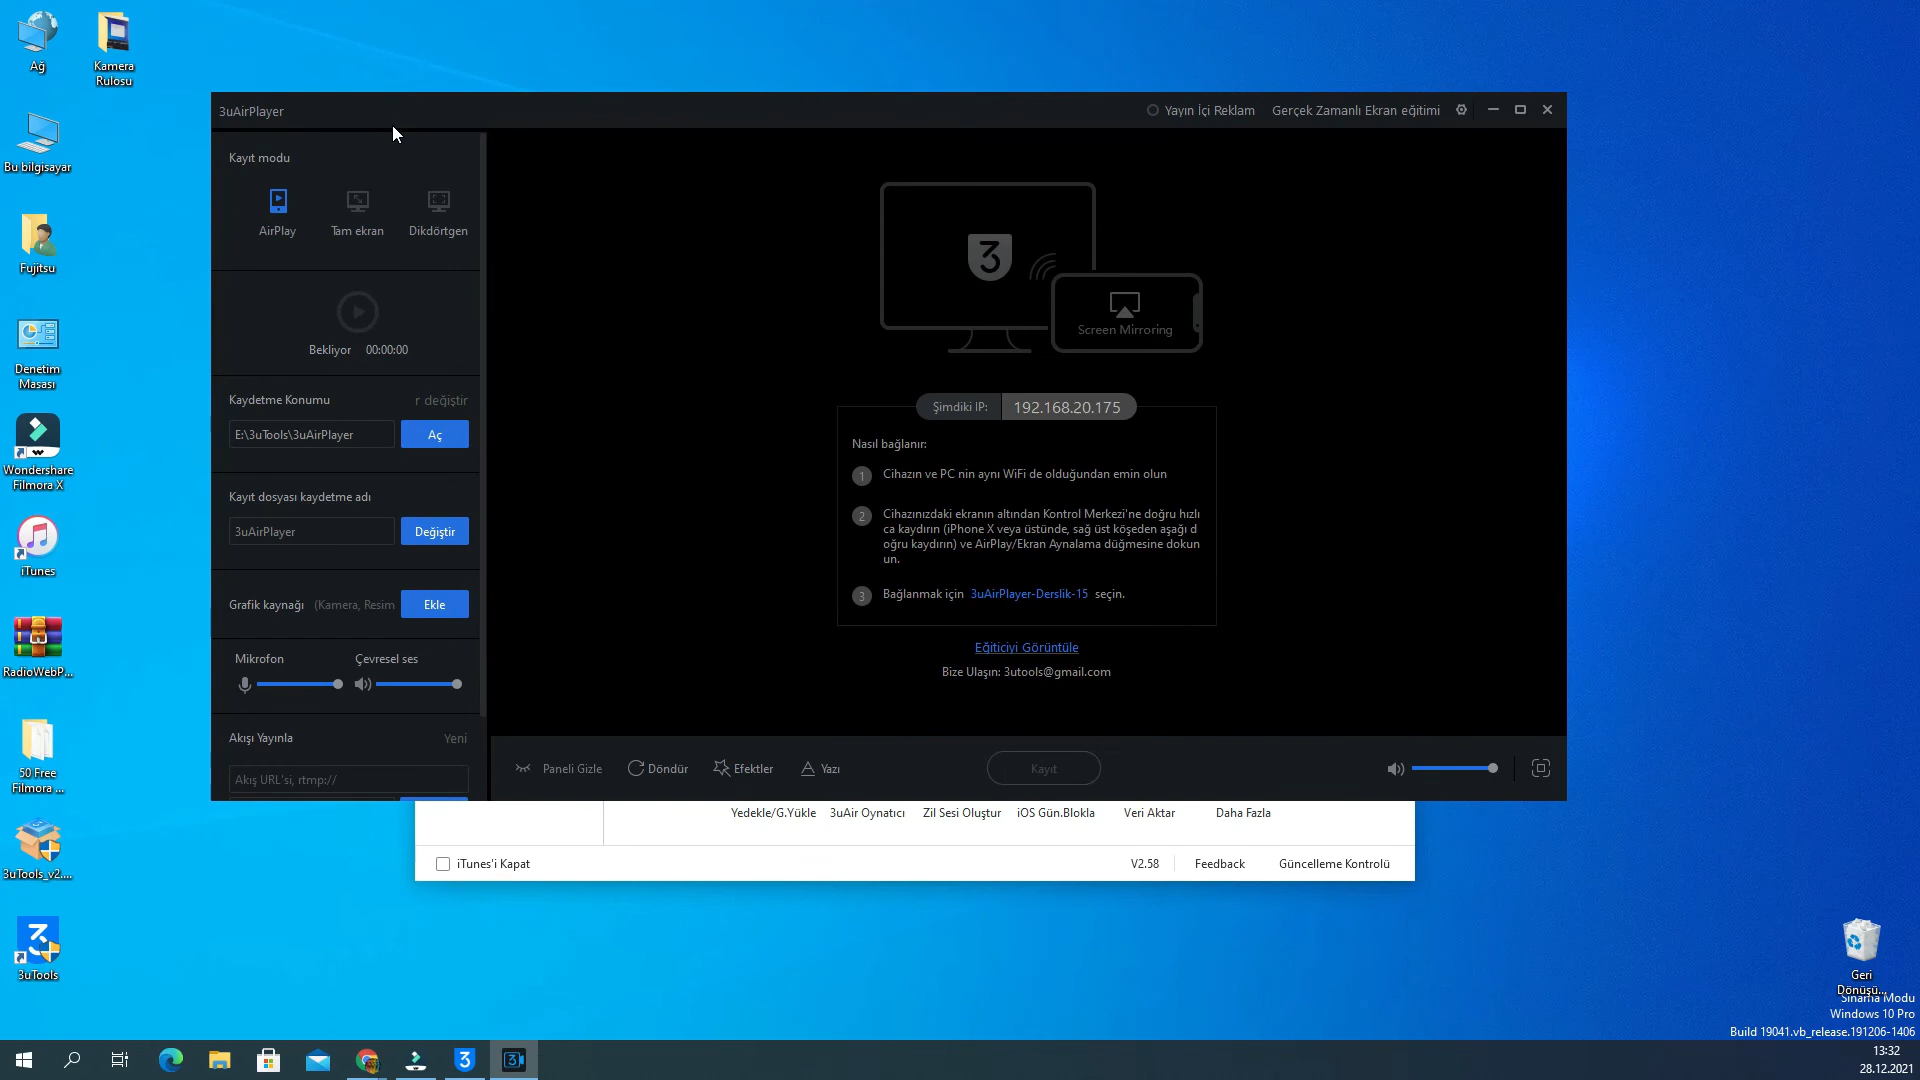 Ağ
Kamera
Rulosu
Bu bilgisayar
Fujitsu
Denetim
Masası
Wondershare
Filmora X
iTunes
RadioWebP...
50 Free
Filmora ...
3uTools_v2....
3uTools
3uAirPlayer
Yayın İçi Reklam
Gerçek Zamanlı Ekran eğitimi
Kayıt modu
AirPlay
Tam ekran
Dikdörtgen
Bekliyor 00:00:00
Kaydetme Konumu
r değiştir
E:\3uTools\3uAirPlayer
Aç
Kayıt dosyası kaydetme adı
3uAirPlayer
Değiştir
Grafik kaynağı (Kamera, Resim
Ekle
Mikrofon
Çevresel ses
Akışı Yayınla
Yeni
Akış URL'si, rtmp://
3
Screen Mirroring
Şimdiki IP: 192.168.20.175
Nasıl bağlanır:
1 Cihazın ve PC nin aynı WiFi de olduğundan emin olun
2 Cihazınızdaki ekranın altından Kontrol Merkezi'ne doğru hızlı
ca kaydırın (iPhone X veya üstünde, sağ üst köşeden aşağı d
oğru kaydırın) ve AirPlay/Ekran Aynalama düğmesine dokun
un.
3 Bağlanmak için 3uAirPlayer-Derslik-15 seçin.
Eğiticiyi Görüntüle
Bize Ulaşın: 3utools@gmail.com
Paneli Gizle
Döndür
Efektler
Yazı
Kayıt
Yedekle/G.Yükle
3uAir Oynatıcı
Zil Sesi Oluştur
iOS Gün.Blokla
Veri Aktar
Daha Fazla
iTunes'i Kapat
V2.58
Feedback
Güncelleme Kontrolü
Geri
Dönüşü...
Sınama Modu
Windows 10 Pro
Build 19041.vb_release.191206-1406
13:32
28.12.2021